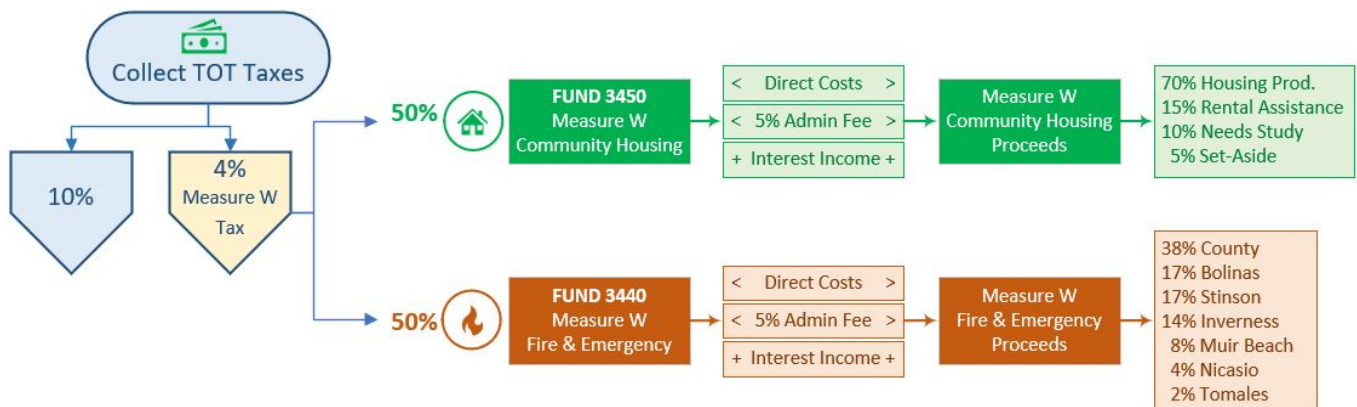 Collect TOT Taxes
10%
4%
Measure W
Tax
50%
FUND 3450
Measure W
Community Housing
< Direct Costs >
< 5% Admin Fee >
+ Interest Income +
Measure W
Community Housing
Proceeds
70% Housing Prod.
15% Rental Assistance
10% Needs Study
5% Set-Aside
50%
FUND 3440
Measure W
Fire & Emergency
< Direct Costs >
< 5% Admin Fee >
+ Interest Income +
Measure W
Fire & Emergency
Proceeds
38% County
17% Bolinas
17% Stinson
14% Inverness
8% Muir Beach
4% Nicasio
2% Tomales